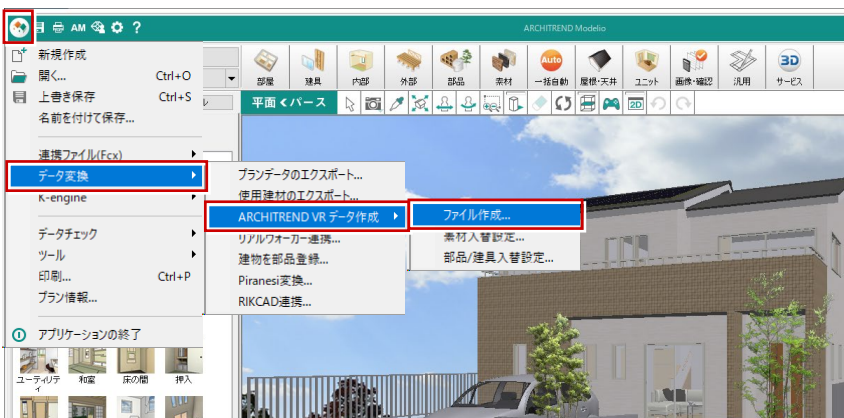 AM ?
ARCHITREND Modelio
新規作成
開く... Ctrl+O
上書き保存 Ctrl+S
名前を付けて保存...
連携ファイル(Fcx)
データ変換
K-engine
データチェック
ツール
印刷... Ctrl+P
プラン情報...
アプリケーションの終了
部屋 建具 内部 外部 部品 素材 一括自動 屋根・天井 ユニット 画像・確認 汎用 サービス
Auto
3D
平面<パース
2D
プランデータのエクスポート...
使用建材のエクスポート...
ARCHITREND VR データ作成
リアルウォーカー連携...
建物を部品登録...
Piranesi変換...
RIKCAD連携...
ファイル作成...
素材入替設定...
部品/建具入替設定...
ユーティリティ 和室 床の間 押入